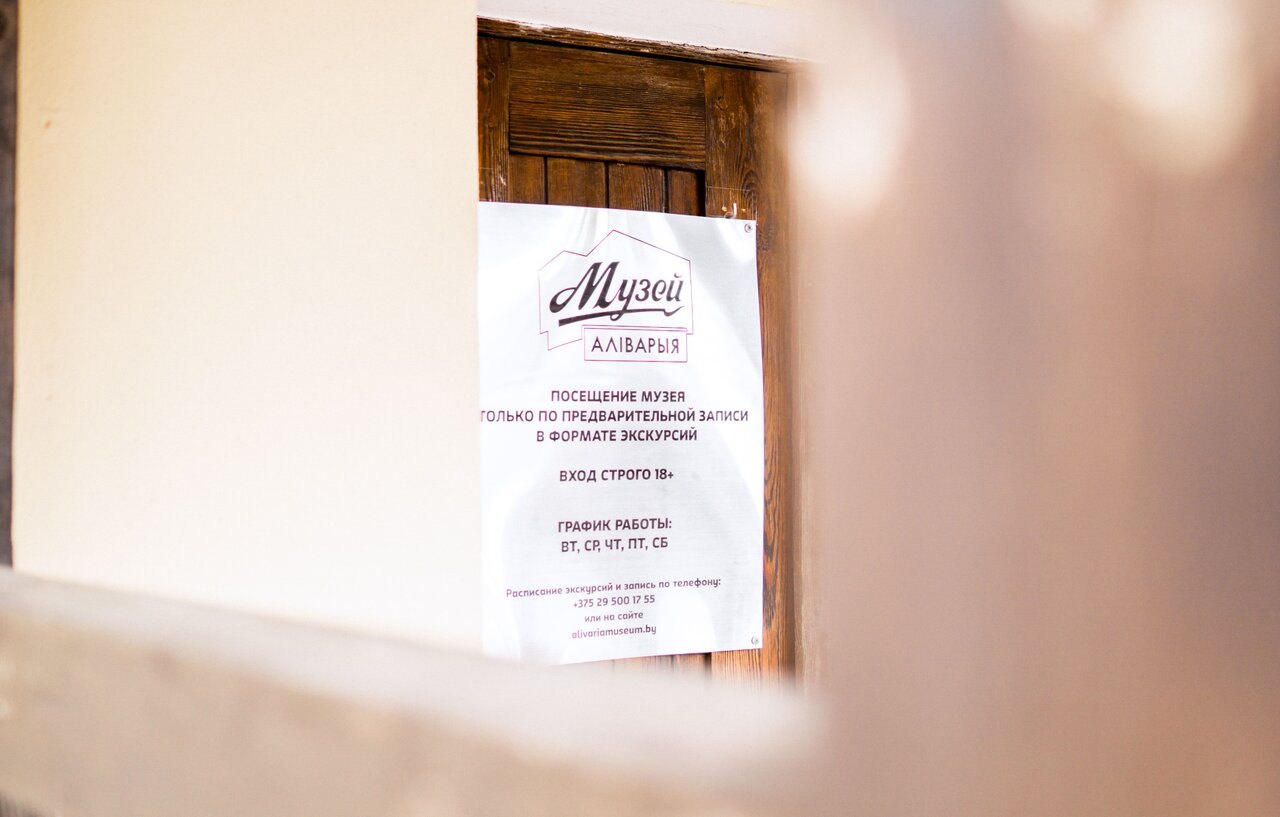 Музей
АЛІВАРЫЯ
ПОСЕЩЕНИЕ МУЗЕЯ
ТОЛЬКО ПО ПРЕДВАРИТЕЛЬНОЙ ЗАПИСИ
В ФОРМАТЕ ЭКСКУРСИЙ
ВХОД СТРОГО 18+
ГРАФИК РАБОТЫ:
ВТ, СР, ЧТ, ПТ, СБ
Расписание экскурсий и запись по телефону:
+375 29 500 17 55
или на сайте
alivariamuseum.by